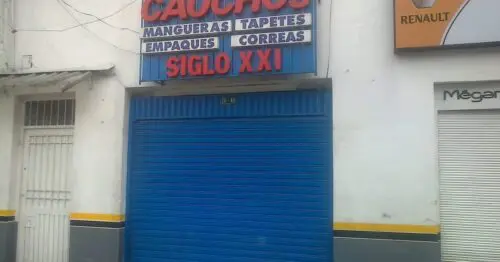 CAUCHOS
MANGUERAS TAPETES
EMPAQUES CORREAS
SIGLO XXI
RENAULT
Mégan